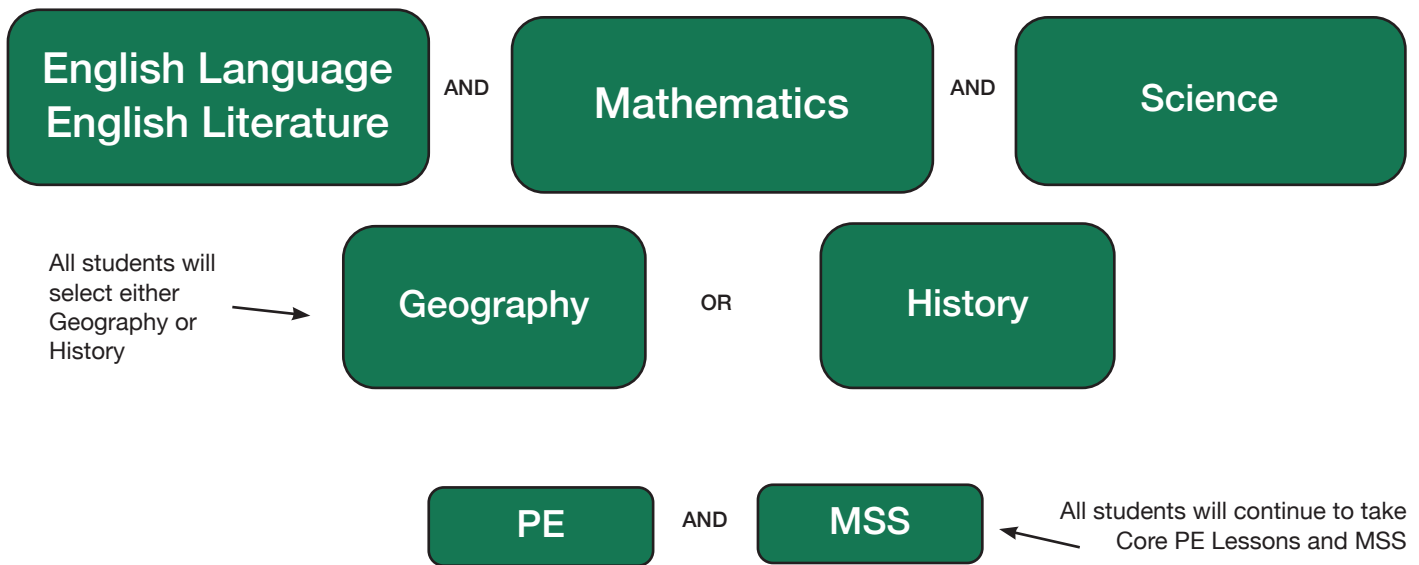 English Language
English Literature
AND
Mathematics
AND
Science
All students will
select either
Geography or
History
Geography
OR
History
PE
AND
MSS
All students will continue to take
Core PE Lessons and MSS